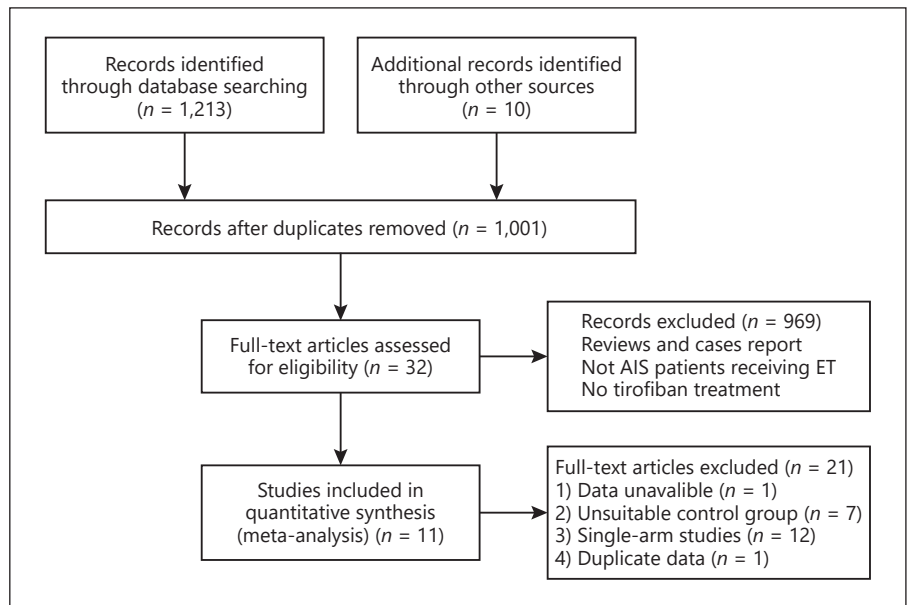 Records identified
through database searching
(n = 1,213)
Additional records identified
through other sources
(n = 10)
Records after duplicates removed (n = 1,001)
Full-text articles assessed
for eligibility (n = 32)
Records excluded (n = 969)
Reviews and cases report
Not AIS patients receiving ET
No tirofiban treatment
Studies included in
quantitative synthesis
(meta-analysis) (n = 11)
Full-text articles excluded (n = 21)
1) Data unavalible (n = 1)
2) Unsuitable control group (n = 7)
3) Single-arm studies (n = 12)
4) Duplicate data (n = 1)